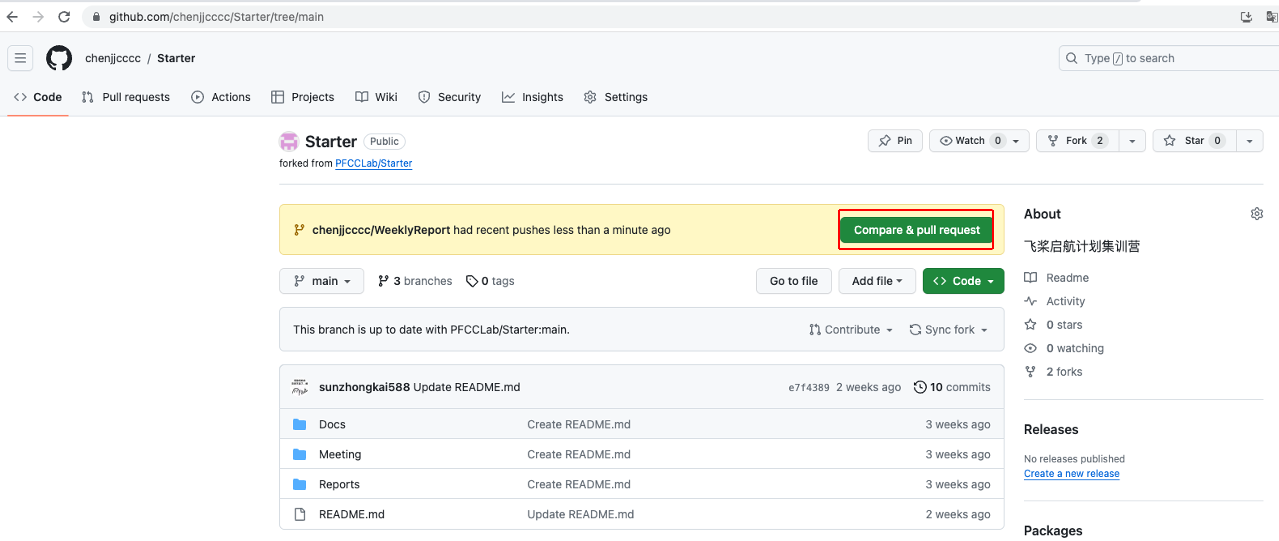 github.com/chenjjcccc/Starter/tree/main
chenjjcccc / Starter
Type / to search
Code Pull requests Actions Projects Wiki Security Insights Settings
Starter Public
Pin Watch 0 Fork 2 Star 0
forked from PFCCLab/Starter
chenjjcccc/WeeklyReport had recent pushes less than a minute ago
Compare & pull request
main 3 branches 0 tags
Go to file Add file Code
This branch is up to date with PFCCLab/Starter:main.
Contribute Sync fork
sunzhongkai588 Update README.md e7f4389 2 weeks ago 10 commits
Docs Create README.md 3 weeks ago
Meeting Create README.md 3 weeks ago
Reports Create README.md 3 weeks ago
README.md Update README.md 2 weeks ago
About
飞桨启航计划集训营
Readme
Activity
0 stars
0 watching
2 forks
Releases
No releases published
Create a new release
Packages